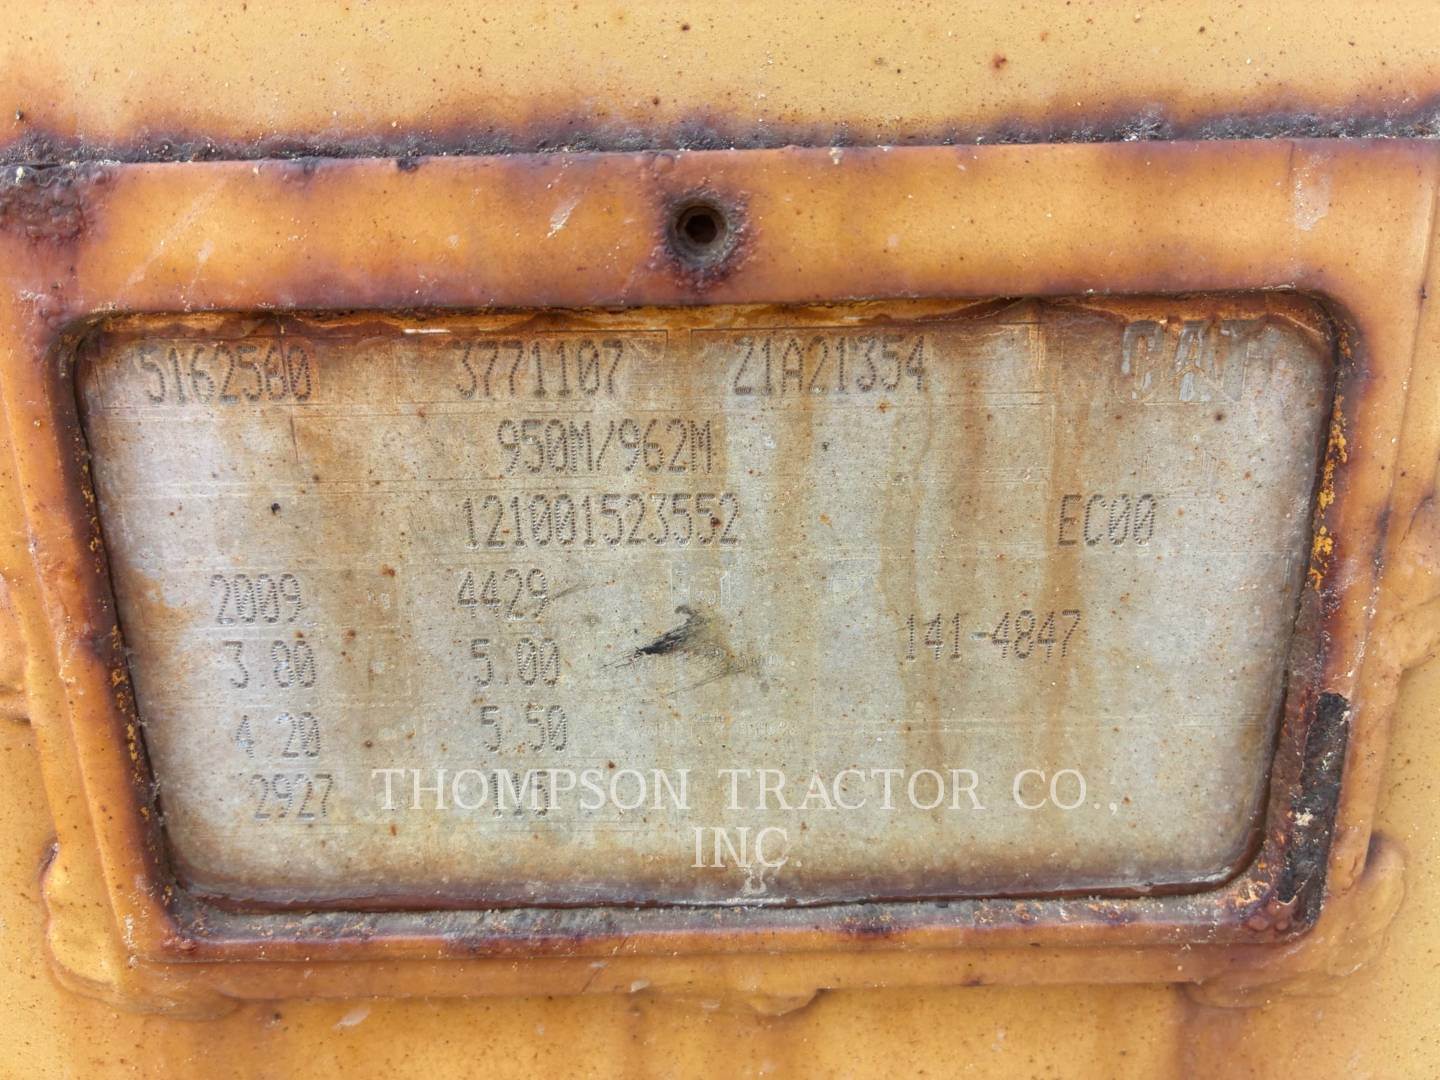 5162560 3771107 Z1A21354 CAT
950M/962M
121001523552 EC00
2009 4429
141-4847
3.80 5.00
4.20 5.50
2927 THOMPSON TRACTOR CO.,
INC.